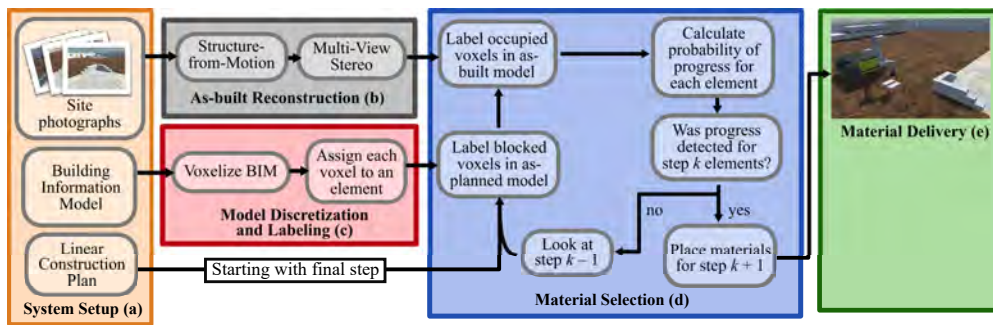 Site
photographs
Building
Information
Model
Linear
Construction
Plan
System Setup (a)
Structure-
from-Motion
Multi-View
Stereo
As-built Reconstruction (b)
Voxelize BIM
Assign each
voxel to an
element
Model Discretization
and Labeling (c)
Starting with final step
Label occupied
voxels in as-
built model
Label blocked
voxels in as-
planned model
Calculate
probability of
progress for
each element
Was progress
detected for
step k elements?
no
yes
Look at
step k – 1
Place materials
for step k + 1
Material Selection (d)
Material Delivery (e)